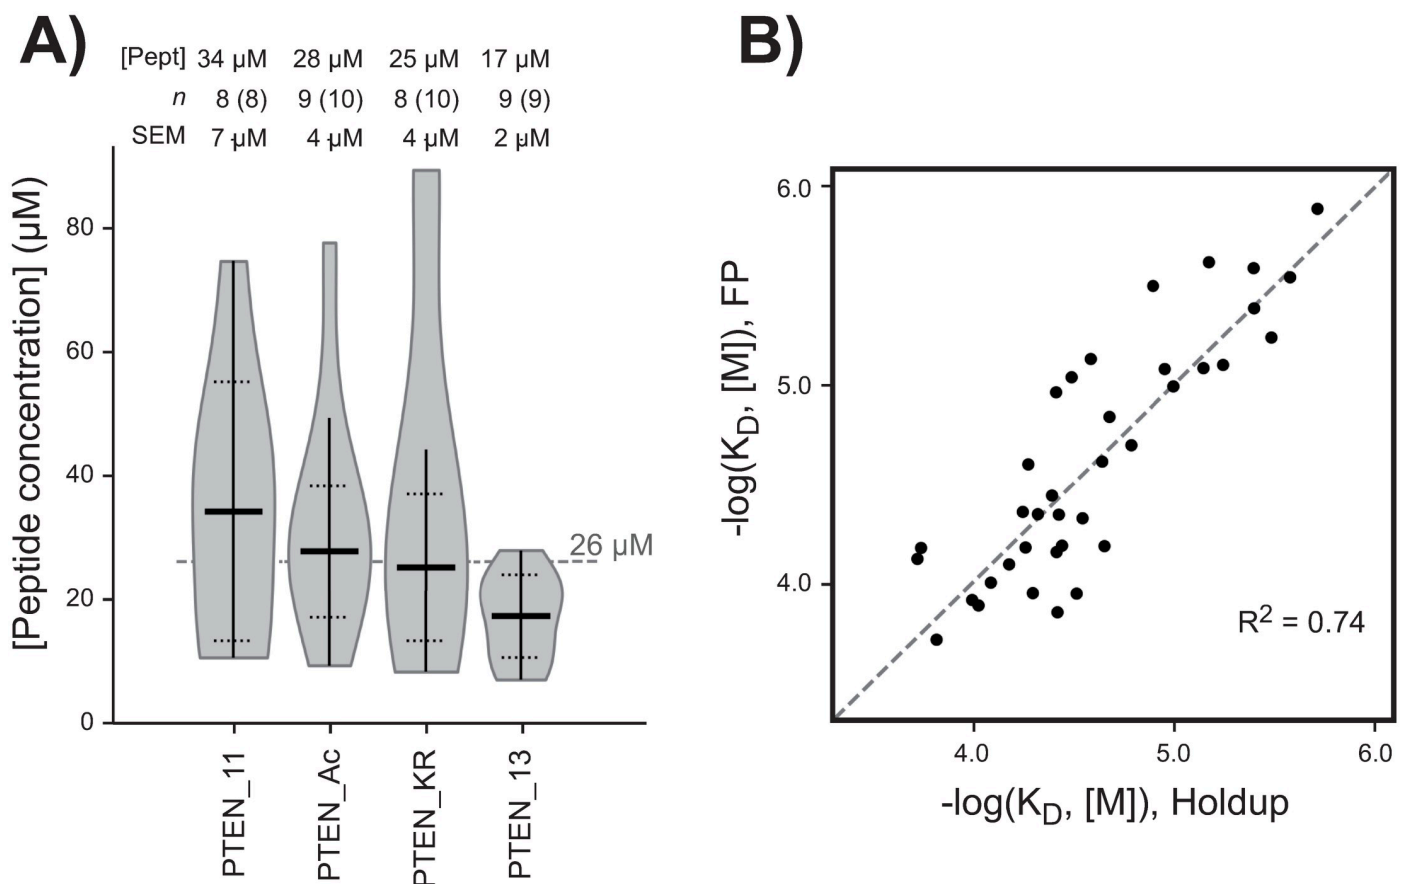 A)
[Pept] 34 µM 28 µM 25 µM 17 µM
n 8 (8) 9 (10) 8 (10) 9 (9)
SEM 7 µM 4 µM 4 µM 2 µM
[Peptide concentration] (µM)
80
60
40
20
0
26 µM
PTEN_11
PTEN_Ac
PTEN_KR
PTEN_13
B)
-log(KD, [M]), FP
6.0
5.0
4.0
R2 = 0.74
4.0 5.0 6.0
-log(KD, [M]), Holdup